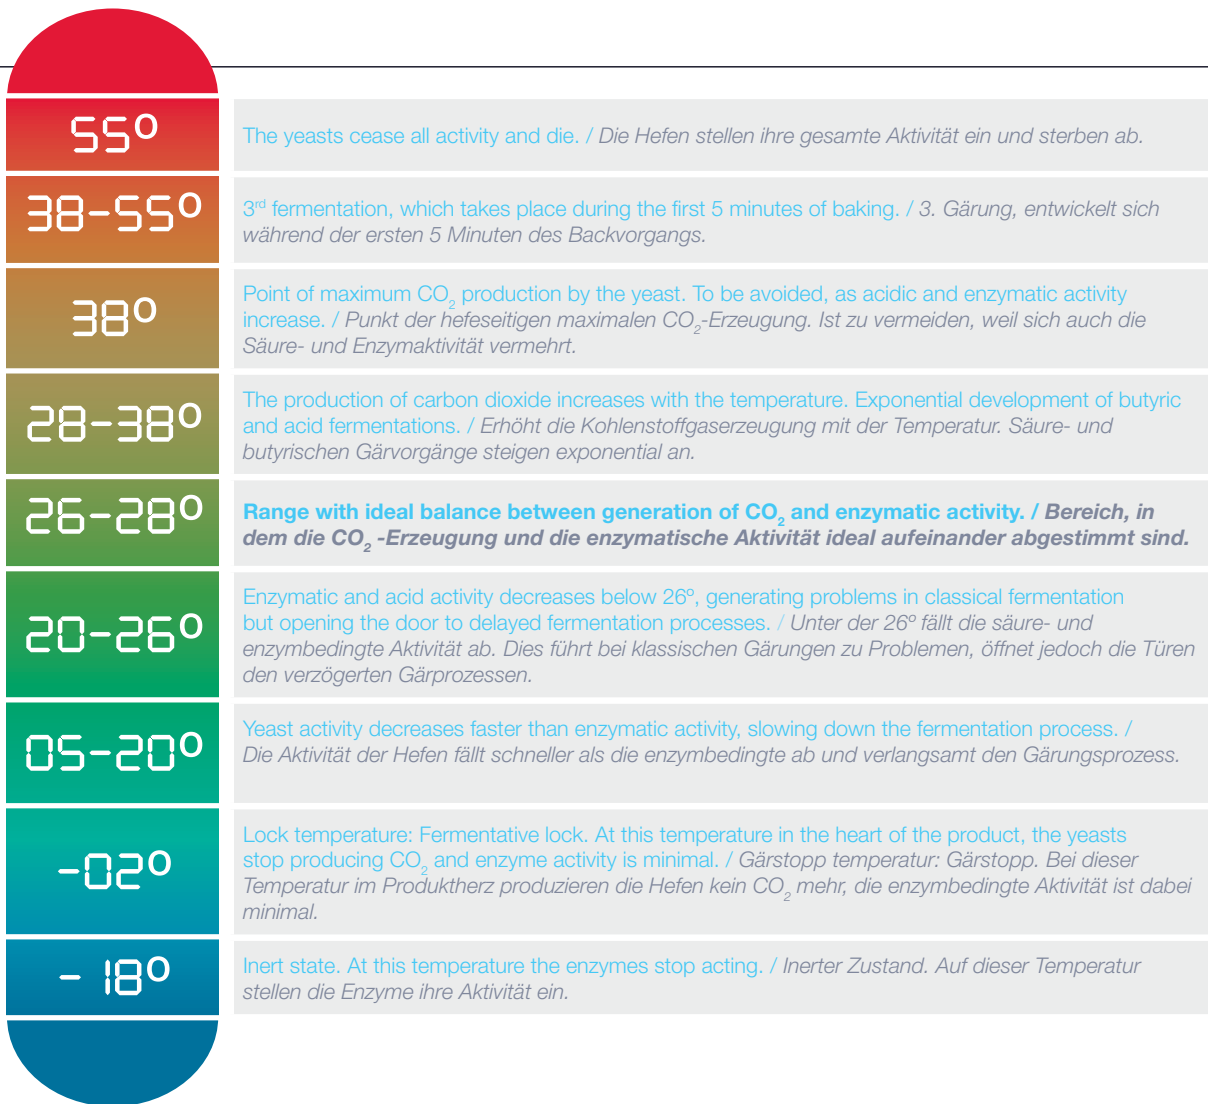 55º
The yeasts cease all activity and die. / Die Hefen stellen ihre gesamte Aktivität ein und sterben ab.
38-55º
3rd fermentation, which takes place during the first 5 minutes of baking. / 3. Gärung, entwickelt sich
während der ersten 5 Minuten des Backvorgangs.
38º
Point of maximum CO2 production by the yeast. To be avoided, as acidic and enzymatic activity
increase. / Punkt der hefeseitigen maximalen CO2-Erzeugung. Ist zu vermeiden, weil sich auch die
Säure- und Enzymaktivität vermehrt.
28-38º
The production of carbon dioxide increases with the temperature. Exponential development of butyric
and acid fermentations. / Erhöht die Kohlenstoffgaserzeugung mit der Temperatur. Säure- und
butyrischen Gärvorgänge steigen exponential an.
26-28º
Range with ideal balance between generation of CO2 and enzymatic activity. / Bereich, in
dem die CO2 -Erzeugung und die enzymatische Aktivität ideal aufeinander abgestimmt sind.
20-26º
Enzymatic and acid activity decreases below 26º, generating problems in classical fermentation
but opening the door to delayed fermentation processes. / Unter der 26º fällt die säure- und
enzymbedingte Aktivität ab. Dies führt bei klassischen Gärungen zu Problemen, öffnet jedoch die Türen
den verzögerten Gärprozessen.
05-20º
Yeast activity decreases faster than enzymatic activity, slowing down the fermentation process. /
Die Aktivität der Hefen fällt schneller als die enzymbedingte ab und verlangsamt den Gärungsprozess.
-02º
Lock temperature: Fermentative lock. At this temperature in the heart of the product, the yeasts
stop producing CO2 and enzyme activity is minimal. / Gärstopp temperatur: Gärstopp. Bei dieser
Temperatur im Produktherz produzieren die Hefen kein CO2 mehr, die enzymbedingte Aktivität ist dabei
minimal.
- 18º
Inert state. At this temperature the enzymes stop acting. / Inerter Zustand. Auf dieser Temperatur
stellen die Enzyme ihre Aktivität ein.